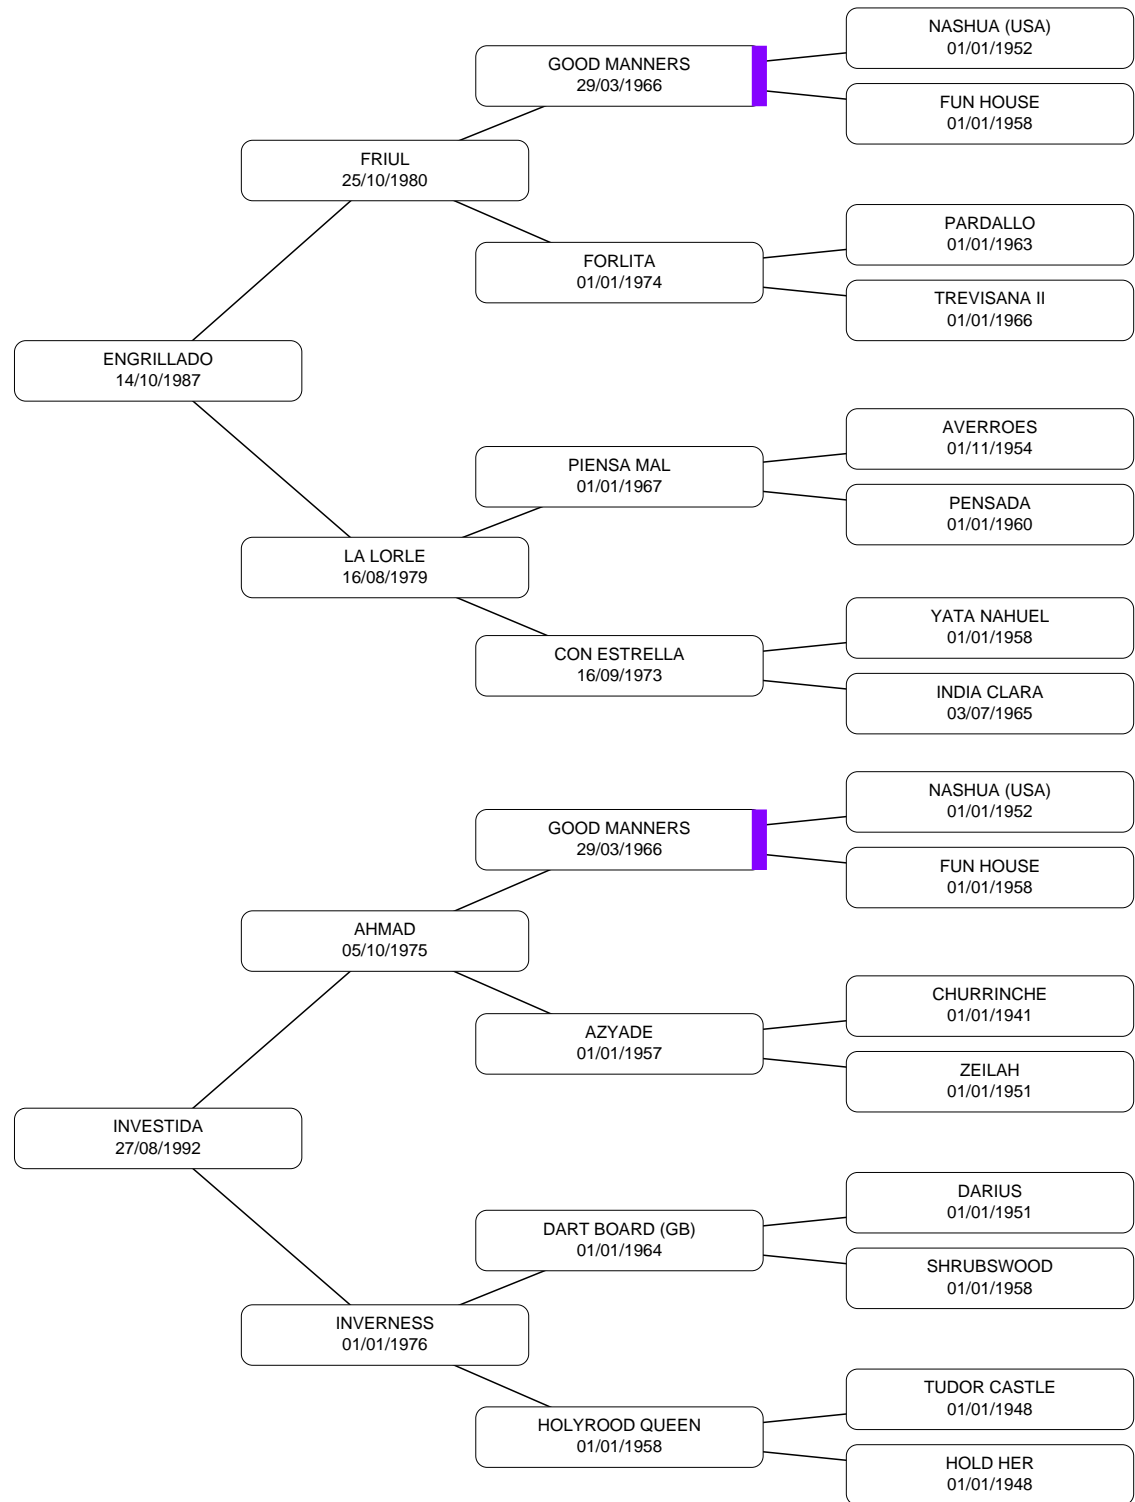 NASHUA (USA)
01/01/1952
GOOD MANNERS
29/03/1966
FUN HOUSE
01/01/1958
FRIUL
25/10/1980
PARDALLO
01/01/1963
FORLITA
01/01/1974
TREVISANA II
01/01/1966
ENGRILLADO
14/10/1987
AVERROES
01/11/1954
PIENSA MAL
01/01/1967
PENSADA
01/01/1960
LA LORLE
16/08/1979
YATA NAHUEL
01/01/1958
CON ESTRELLA
16/09/1973
INDIA CLARA
03/07/1965
NASHUA (USA)
01/01/1952
GOOD MANNERS
29/03/1966
FUN HOUSE
01/01/1958
AHMAD
05/10/1975
CHURRINCHE
01/01/1941
AZYADE
01/01/1957
ZEILAH
01/01/1951
INVESTIDA
27/08/1992
DARIUS
01/01/1951
DART BOARD (GB)
01/01/1964
SHRUBSWOOD
01/01/1958
INVERNESS
01/01/1976
TUDOR CASTLE
01/01/1948
HOLYROOD QUEEN
01/01/1958
HOLD HER
01/01/1948